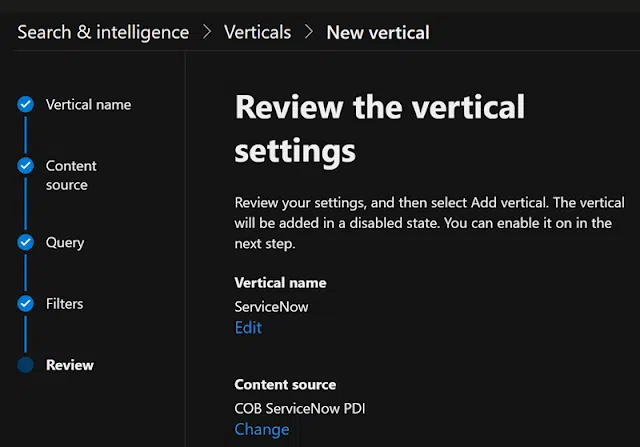 Search & intelligence > Verticals > New vertical
Vertical name
Content
source
Query
Filters
Review
Review the vertical
settings
Review your settings, and then select Add vertical. The vertical
will be added in a disabled state. You can enable it on in the
next step.
Vertical name
ServiceNow
Edit
Content source
COB ServiceNow PDI
Change